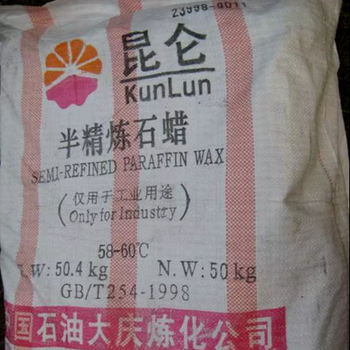 昆仑
KunLun
半精炼石蜡
SEMI-REFINED PARAFFIN WAX
(仅用于工业用途
Only for Industry)
58-60℃
.W: 50.4 kg N.W: 50 kg
GB/T254-1998
国石油大庆炼化公司